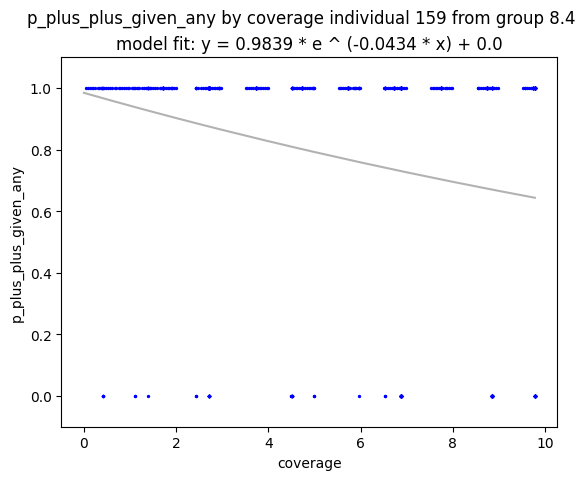 p_plus_plus_given_any by coverage individual 159 from group 8.4
model fit: y = 0.9839 * e ^ (-0.0434 * x) + 0.0
p_plus_plus_given_any
1.0
0.8
0.6
0.4
0.2
0.0
0 2 4 6 8 10
coverage